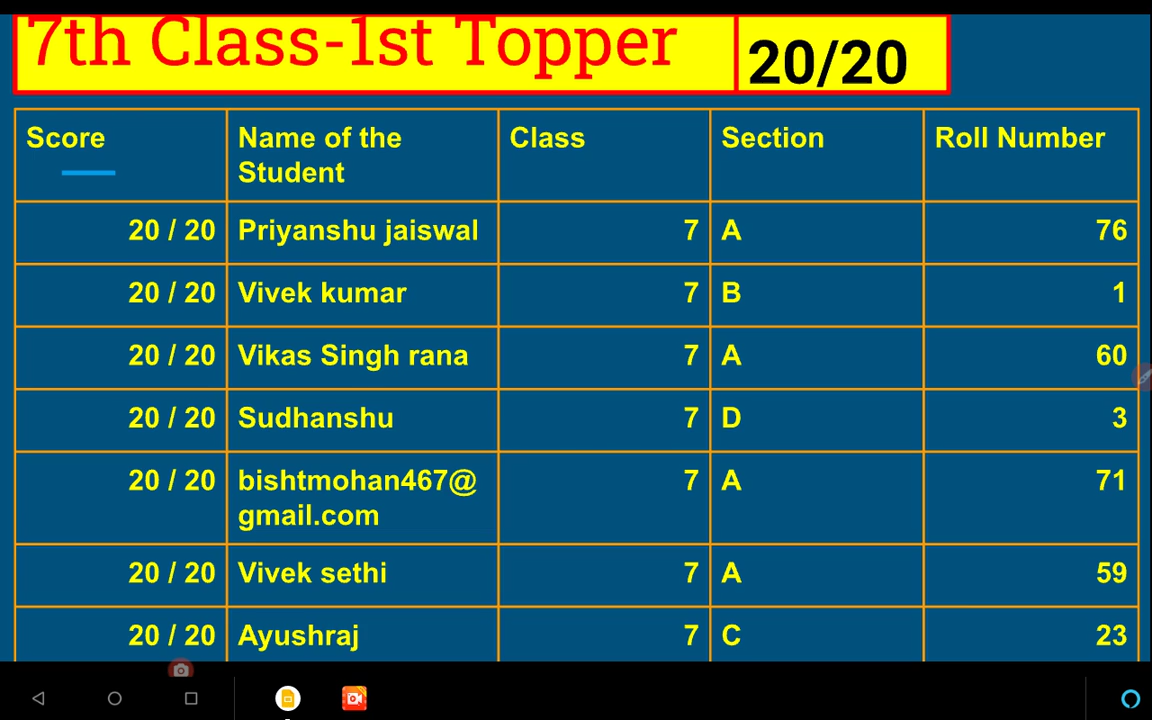 7th Class-1st Topper 20/20
Score Name of the Student Class Section Roll Number
20 / 20 Priyanshu jaiswal 7 A 76
20 / 20 Vivek kumar 7 B 1
20 / 20 Vikas Singh rana 7 A 60
20 / 20 Sudhanshu 7 D 3
20 / 20 bishtmohan467@gmail.com 7 A 71
20 / 20 Vivek sethi 7 A 59
20 / 20 Ayushraj 7 C 23